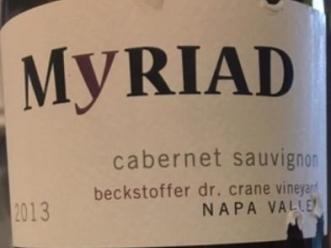 MyRIAD
cabernet sauvignon
beckstoffer dr. crane vineyard
2013 NAPA VALLEY